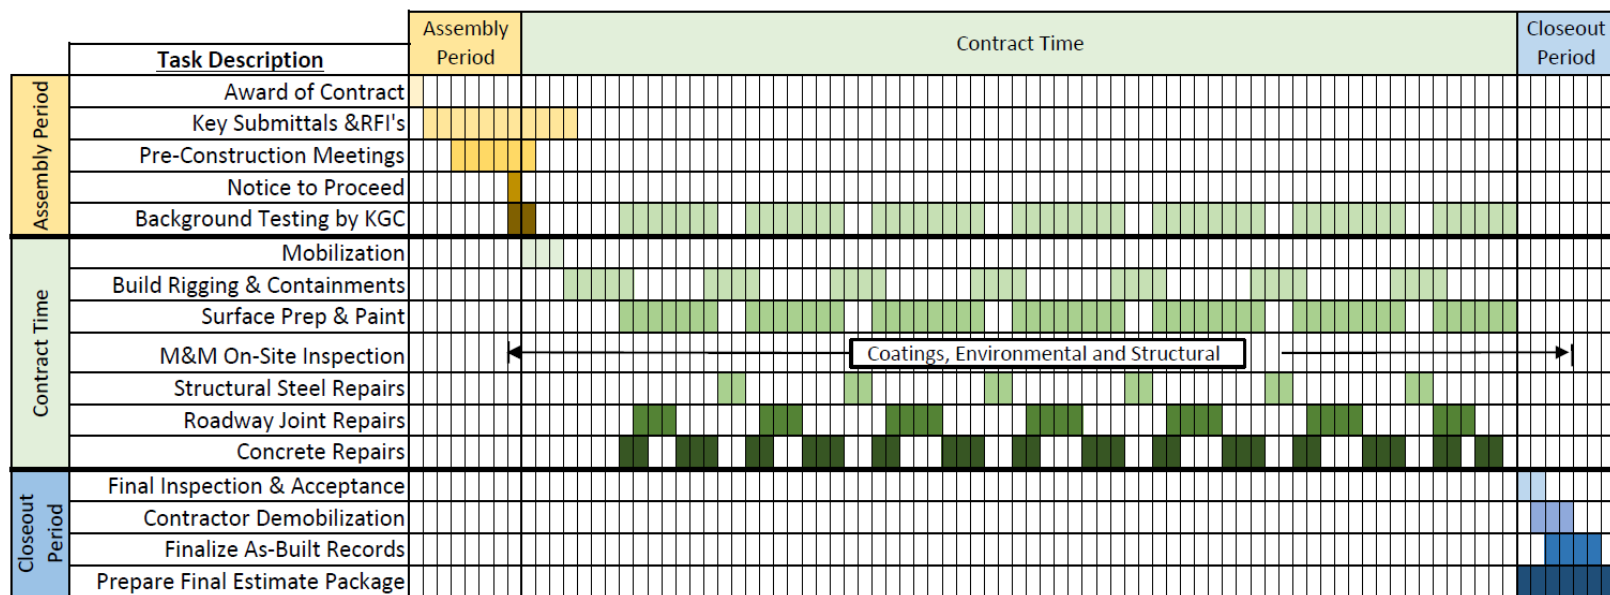 Assembly
Period
Contract Time
Closeout
Period
Task Description
Assembly Period
Award of Contract
Key Submittals &RFI's
Pre-Construction Meetings
Notice to Proceed
Background Testing by KGC
Contract Time
Mobilization
Build Rigging & Containments
Surface Prep & Paint
M&M On-Site Inspection
Coatings, Environmental and Structural
Structural Steel Repairs
Roadway Joint Repairs
Concrete Repairs
Closeout
Period
Final Inspection & Acceptance
Contractor Demobilization
Finalize As-Built Records
Prepare Final Estimate Package